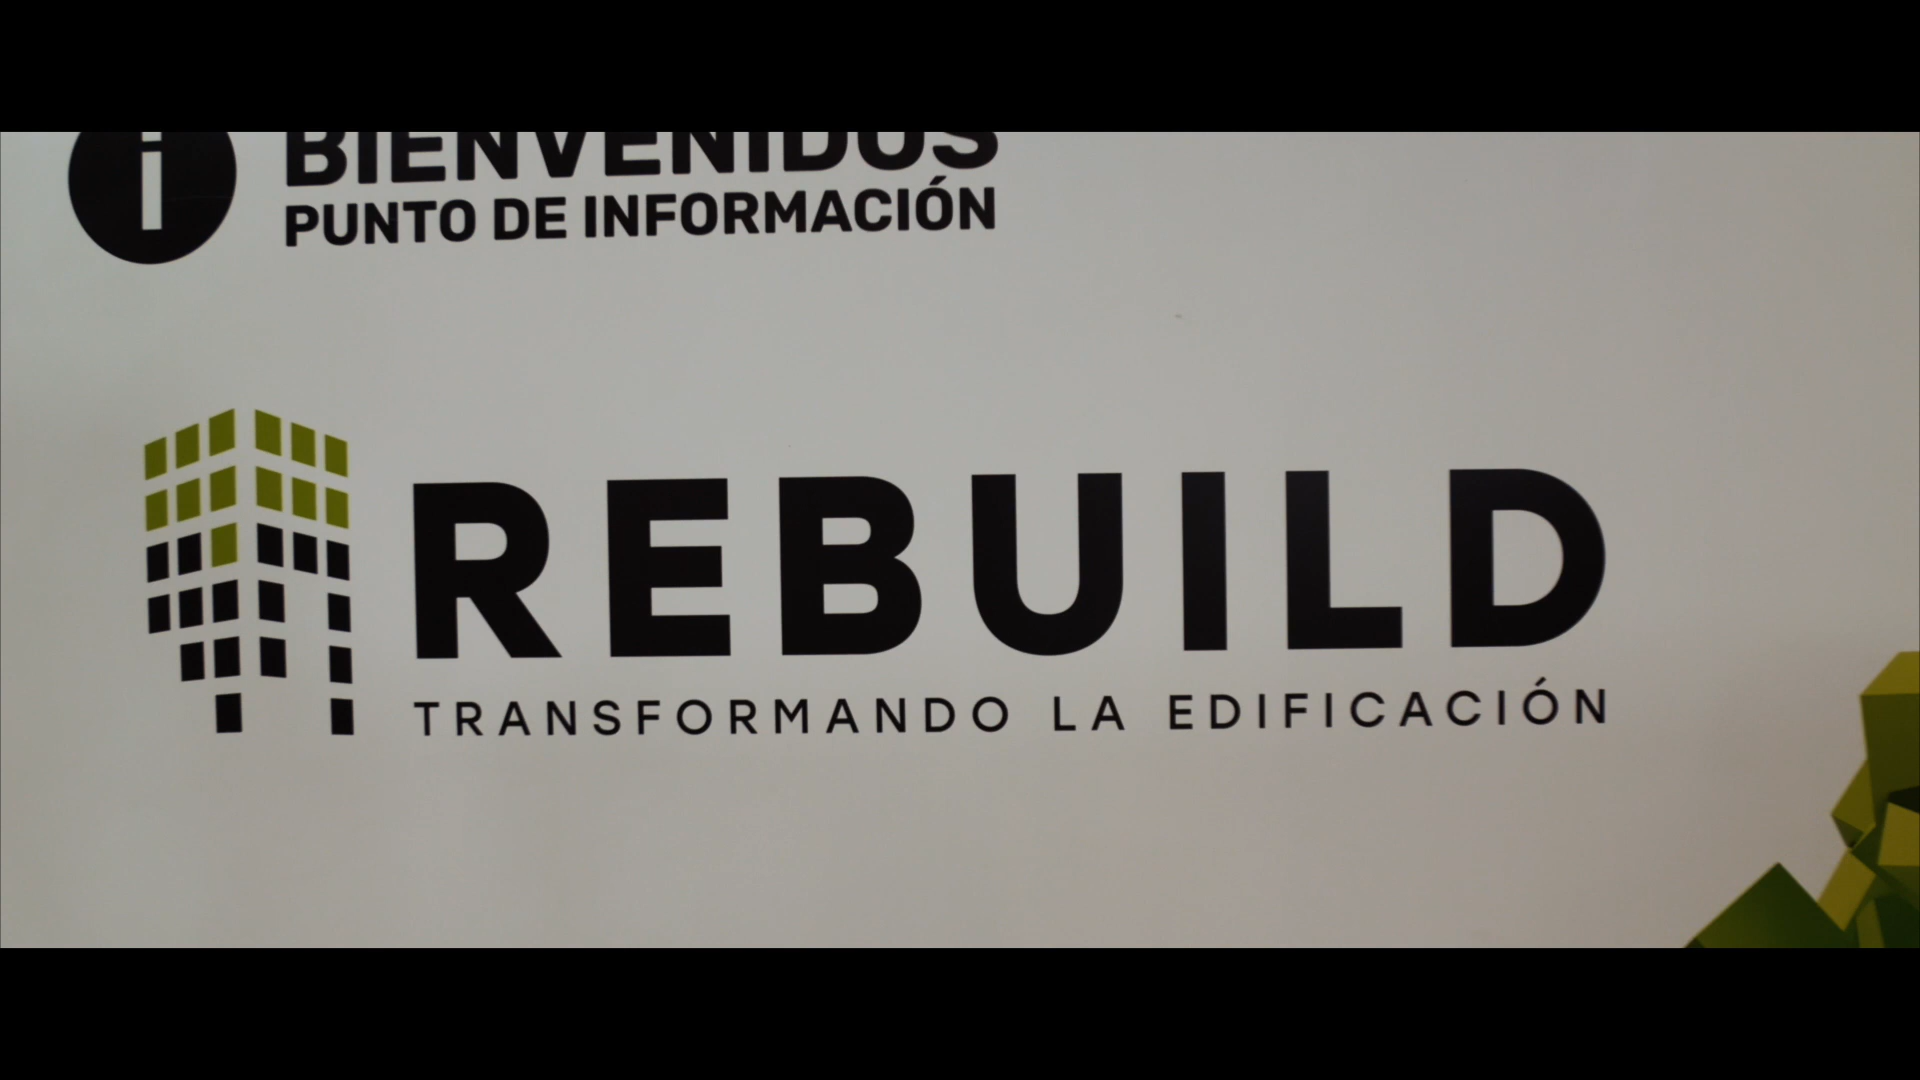 i
BIENVENIDOS
PUNTO DE INFORMACIÓN
REBUILD
TRANSFORMANDO LA EDIFICACIÓN